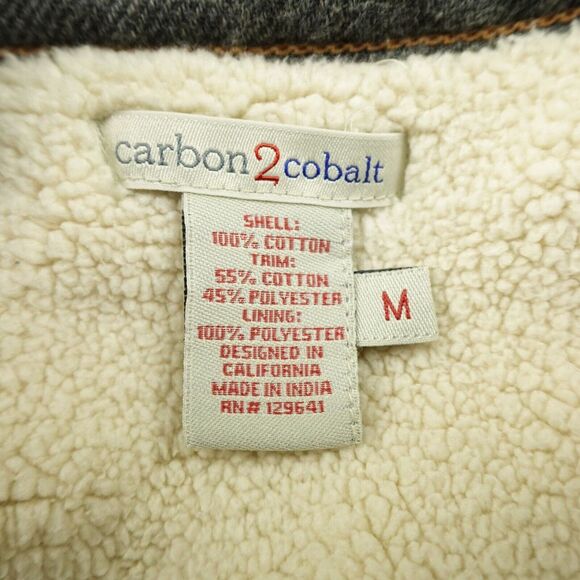 carbon2cobalt
SHELL:
100% COTTON
TRIM:
55% COTTON
45% POLYESTER
LINING:
100% POLYESTER
DESIGNED IN
CALIFORNIA
MADE IN INDIA
RN# 129641
M